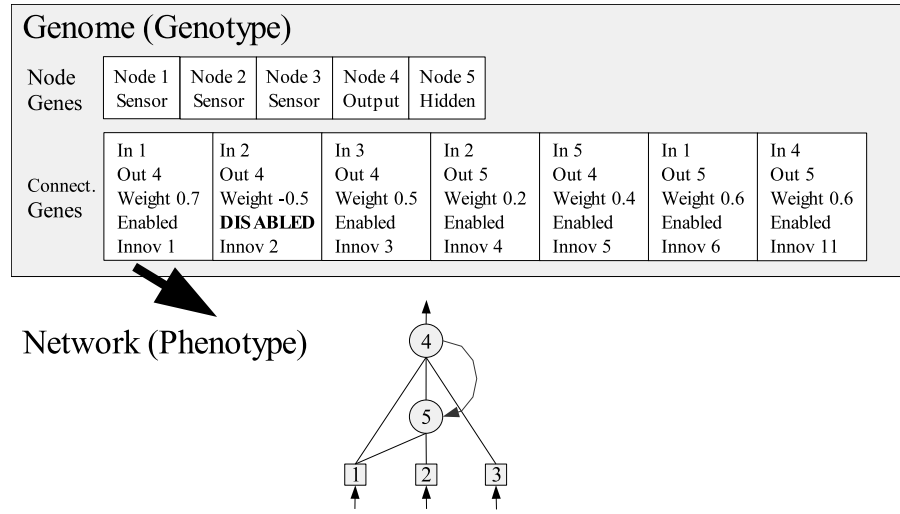 Genome (Genotype)
Node Genes
Node 1 Sensor
Node 2 Sensor
Node 3 Sensor
Node 4 Output
Node 5 Hidden
Connect. Genes
In 1
Out 4
Weight 0.7
Enabled
Innov 1
In 2
Out 4
Weight -0.5
DISABLED
Innov 2
In 3
Out 4
Weight 0.5
Enabled
Innov 3
In 2
Out 5
Weight 0.2
Enabled
Innov 4
In 5
Out 4
Weight 0.4
Enabled
Innov 5
In 1
Out 5
Weight 0.6
Enabled
Innov 6
In 4
Out 5
Weight 0.6
Enabled
Innov 11
Network (Phenotype)
4
5
1
2
3